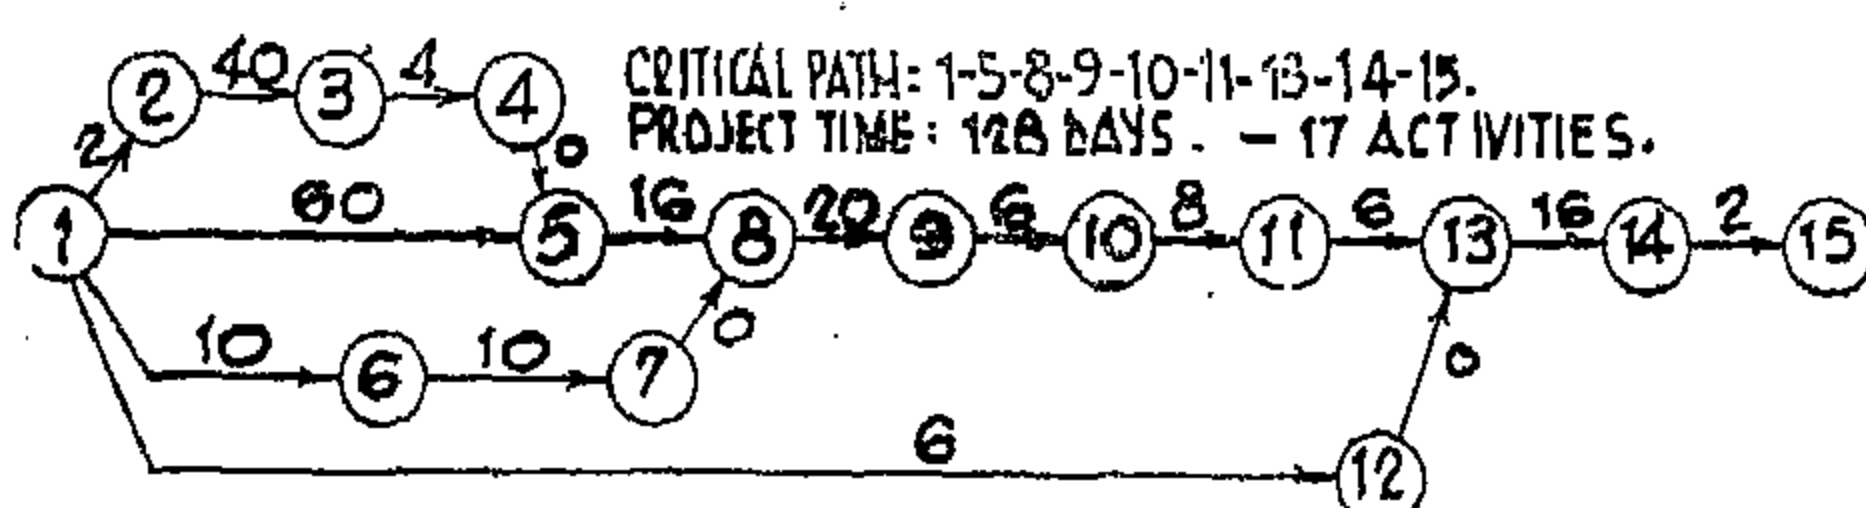 2 40 3 4 4
CRITICAL PATH: 1-5-8-9-10-11-13-14-15.
PROJECT TIME: 128 DAYS. - 17 ACTIVITIES.
2 0
60 16 20 6 8 6 16 2
1 5 8 9 10 11 13 14 15
10 10 0 0
6 7
6
12